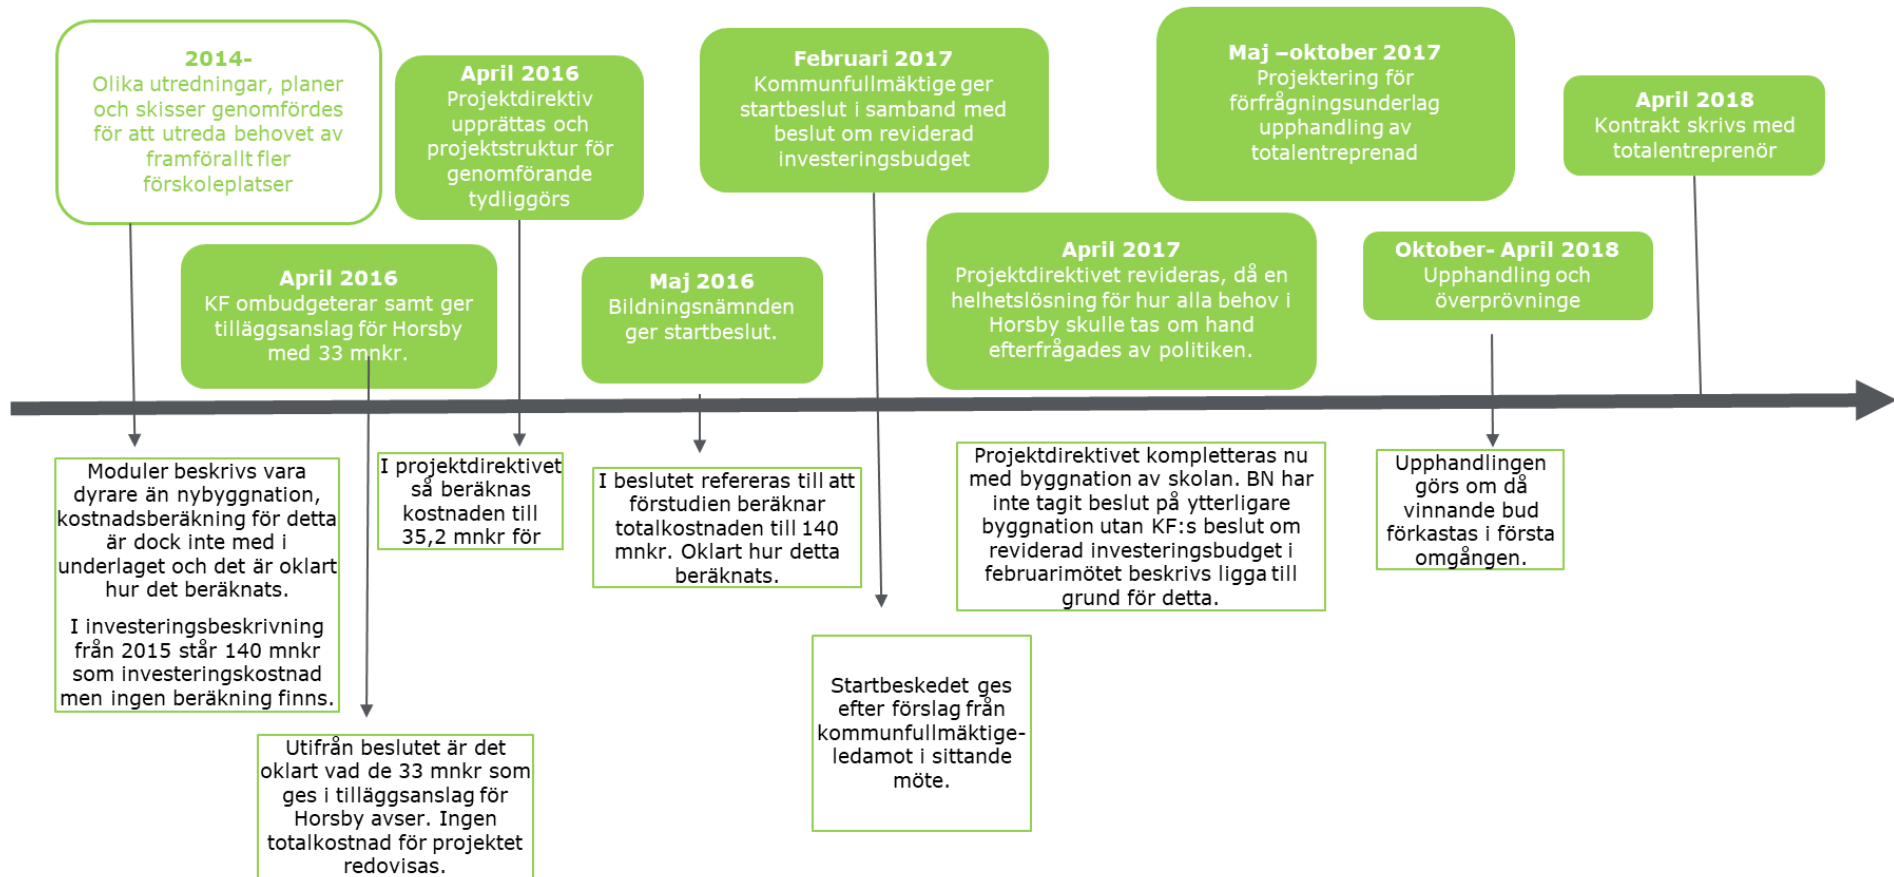 2014-
Olika utredningar, planer
och skisser genomfördes
för att utreda behovet av
framförallt fler
förskoleplatser
April 2016
KF ombudgeterar samt ger
tilläggsanslag för Horsby
med 33 mnkr.
April 2016
Projektdirektiv
upprättas och
projektstruktur för
genomförande
tydliggörs
Maj 2016
Bildningsnämnden
ger startbeslut.
Februari 2017
Kommunfullmäktige ger
startbeslut i samband med
beslut om reviderad
investeringsbudget
April 2017
Projektdirektivet revideras, då en
helhetslösning för hur alla behov i
Horsby skulle tas om hand
efterfrågades av politiken.
Maj –oktober 2017
Projektering för
förfrågningsunderlag
upphandling av
totalentreprenad
Oktober- April 2018
Upphandling och
överprövninge
April 2018
Kontrakt skrivs med
totalentreprenör
Moduler beskrivs vara
dyrare än nybyggnation,
kostnadsberäkning för detta
är dock inte med i
underlaget och det är oklart
hur det beräknats.
I investeringsbeskrivning
från 2015 står 140 mnkr
som investeringskostnad
men ingen beräkning finns.
Utifrån beslutet är det
oklart vad de 33 mnkr som
ges i tilläggsanslag för
Horsby avser. Ingen
totalkostnad för projektet
redovisas.
I projektdirektivet
så beräknas
kostnaden till
35,2 mnkr för
I beslutet refereras till att
förstudien beräknar
totalkostnaden till 140
mnkr. Oklart hur detta
beräknats.
Startbeskedet ges
efter förslag från
kommunfullmäktige-
ledamot i sittande
möte.
Projektdirektivet kompletteras nu
med byggnation av skolan. BN har
inte tagit beslut på ytterligare
byggnation utan KF:s beslut om
reviderad investeringsbudget i
februarimötet beskrivs ligga till
grund för detta.
Upphandlingen
görs om då
vinnande bud
förkastas i första
omgången.